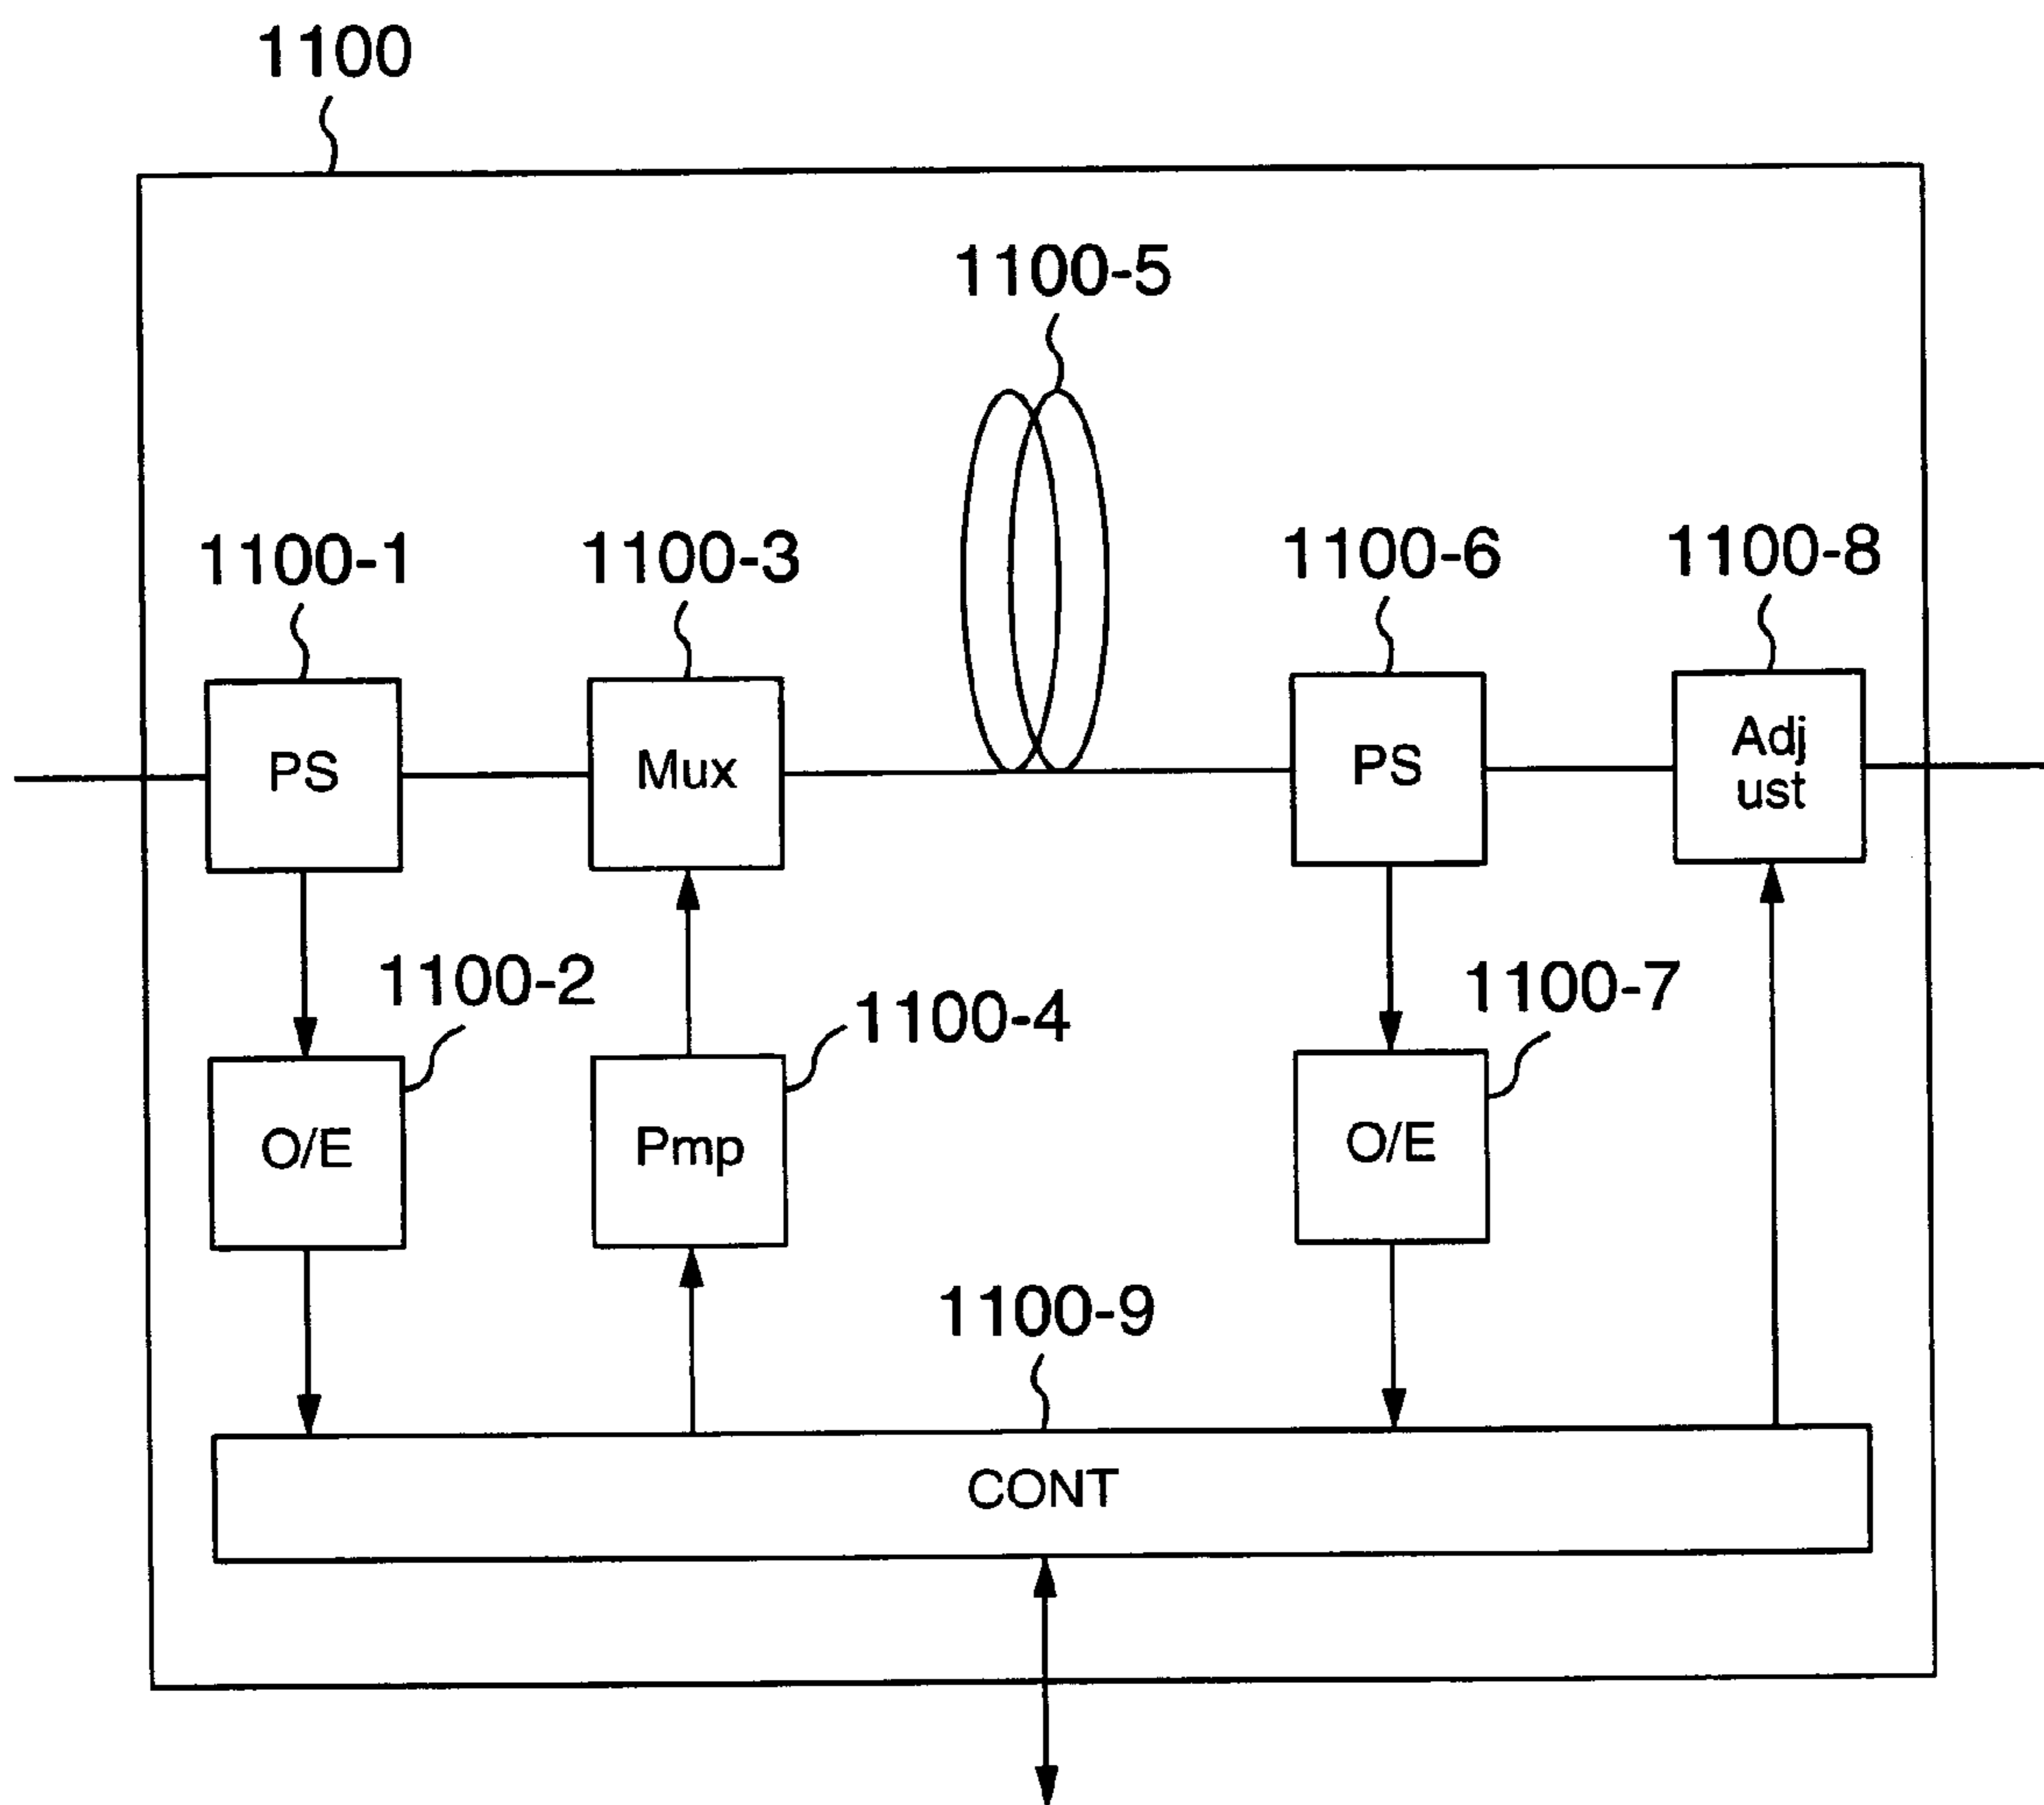 1100
1100-5
1100-1
1100-3
1100-6
1100-8
PS
Mux
PS
Adj
ust
1100-2
1100-4
1100-7
O/E
Pmp
O/E
1100-9
CONT